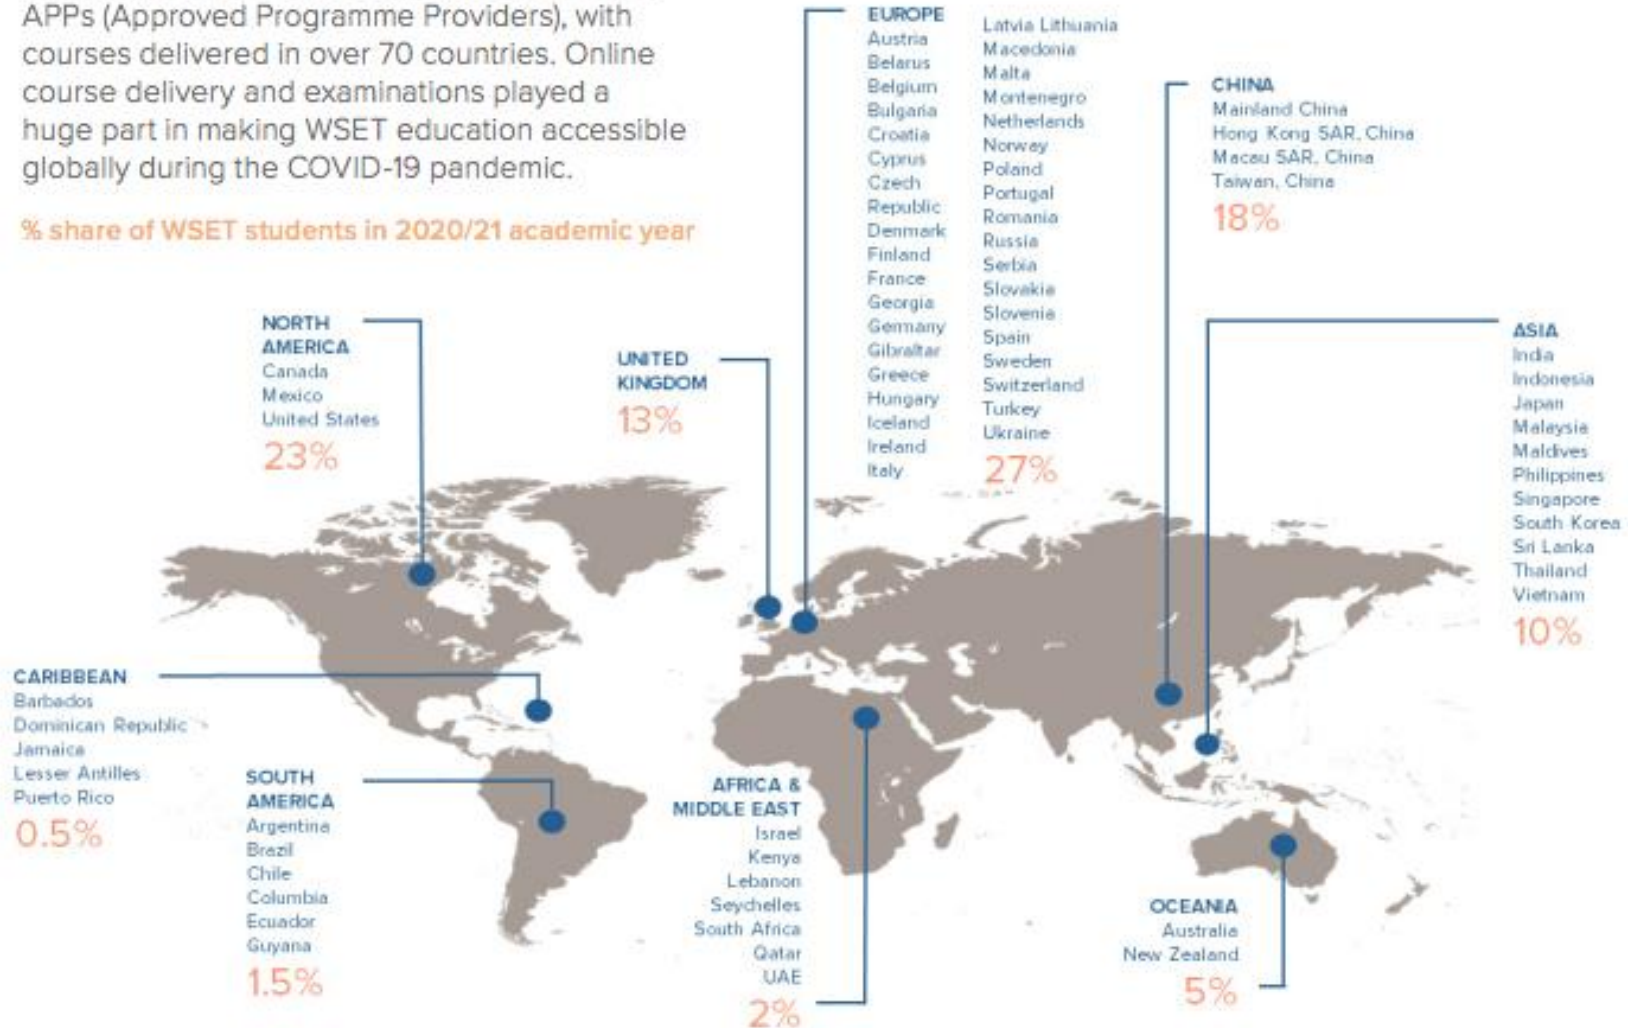 APPs (Approved Programme Providers), with
courses delivered in over 70 countries. Online
course delivery and examinations played a
huge part in making WSET education accessible
globally during the COVID-19 pandemic.
% share of WSET students in 2020/21 academic year
NORTH
AMERICA
Canada
Mexico
United States
23%
UNITED
KINGDOM
13%
EUROPE
Austria
Belarus
Belgium
Bulgaria
Croatia
Cyprus
Czech
Republic
Denmark
Finland
France
Georgia
Germany
Gibraltar
Greece
Hungary
Iceland
Ireland
Italy
Latvia Lithuania
Macedonia
Malta
Montenegro
Netherlands
Norway
Poland
Portugal
Romania
Russia
Serbia
Slovakia
Slovenia
Spain
Sweden
Switzerland
Turkey
Ukraine
27%
CHINA
Mainland China
Hong Kong SAR, China
Macau SAR, China
Taiwan, China
18%
ASIA
India
Indonesia
Japan
Malaysia
Maldives
Philippines
Singapore
South Korea
Sri Lanka
Thailand
Vietnam
10%
CARIBBEAN
Barbados
Dominican Republic
Jamaica
Lesser Antilles
Puerto Rico
0.5%
SOUTH
AMERICA
Argentina
Brazil
Chile
Columbia
Ecuador
Guyana
1.5%
AFRICA &
MIDDLE EAST
Israel
Kenya
Lebanon
Seychelles
South Africa
Qatar
UAE
2%
OCEANIA
Australia
New Zealand
5%